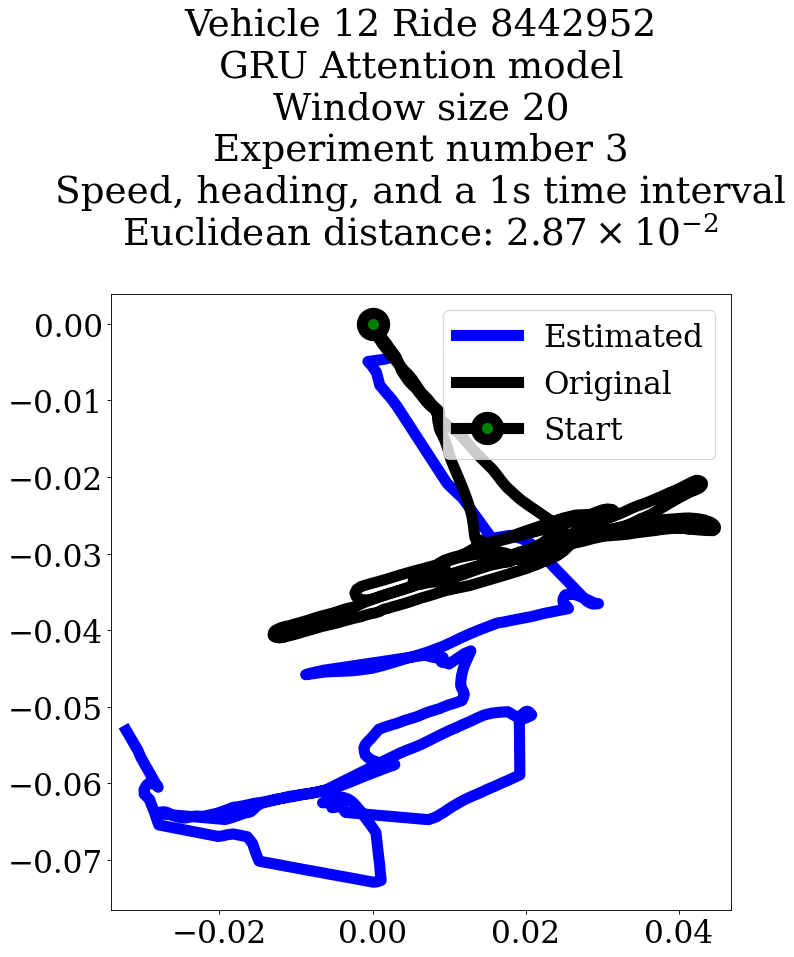 Vehicle 12 Ride 8442952
GRU Attention model
Window size 20
Experiment number 3
Speed, heading, and a 1s time interval
Euclidean distance: 2.87 × 10⁻²
0.00
−0.01
−0.02
−0.03
−0.04
−0.05
−0.06
−0.07
Estimated
Original
Start
−0.02
0.00
0.02
0.04